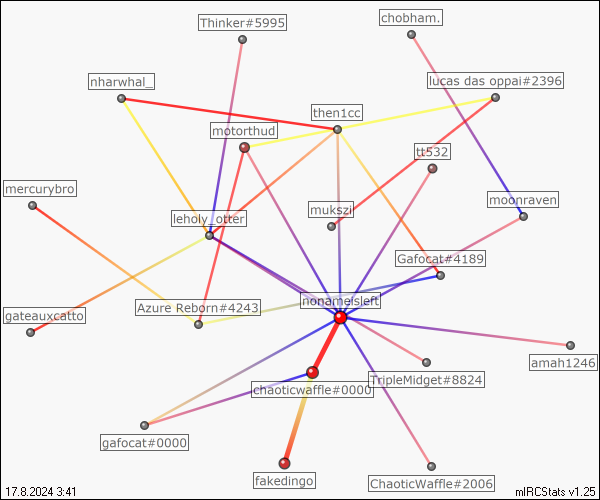 Thinker#5995
chobham.
nharwhal_
lucas das oppai#2396
then1cc
motorthud
tt532
mercurybro
moonraven
mukszi
leholy_otter
Gafocat#4189
nonameisleft
Azure Reborn#4243
gateauxcatto
amah1246
TripleMidget#8824
chaoticwaffle#0000
gafocat#0000
fakedingo
ChaoticWaffle#2006
17.8.2024 3:41
mIRCStats v1.25